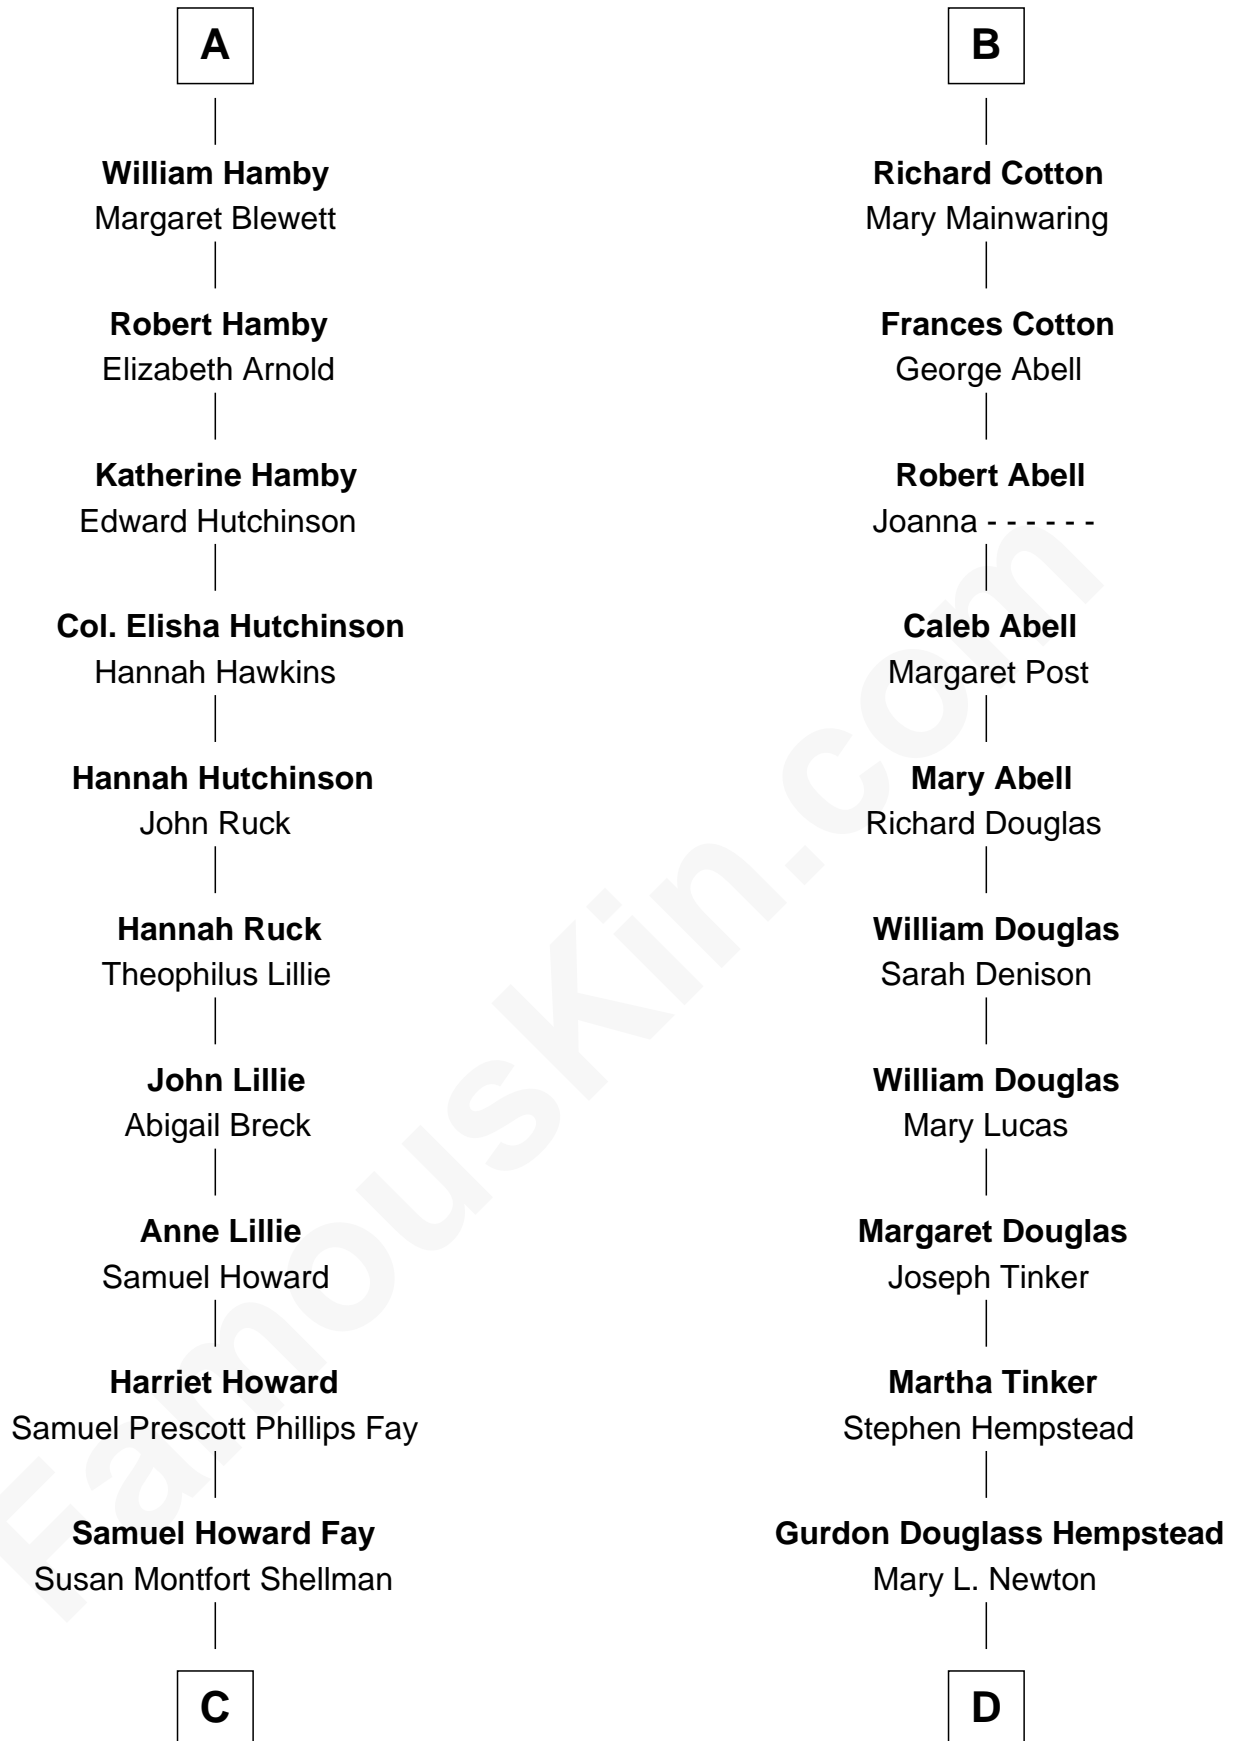 A
William Hamby
Margaret Blewett
Robert Hamby
Elizabeth Arnold
Katherine Hamby
Edward Hutchinson
Col. Elisha Hutchinson
Hannah Hawkins
Hannah Hutchinson
John Ruck
Hannah Ruck
Theophilus Lillie
John Lillie
Abigail Breck
Anne Lillie
Samuel Howard
Harriet Howard
Samuel Prescott Phillips Fay
Samuel Howard Fay
Susan Montfort Shellman
C
B
Richard Cotton
Mary Mainwaring
Frances Cotton
George Abell
Robert Abell
Joanna - - - - - -
Caleb Abell
Margaret Post
Mary Abell
Richard Douglas
William Douglas
Sarah Denison
William Douglas
Mary Lucas
Margaret Douglas
Joseph Tinker
Martha Tinker
Stephen Hempstead
Gurdon Douglass Hempstead
Mary L. Newton
D
FamousKin.com